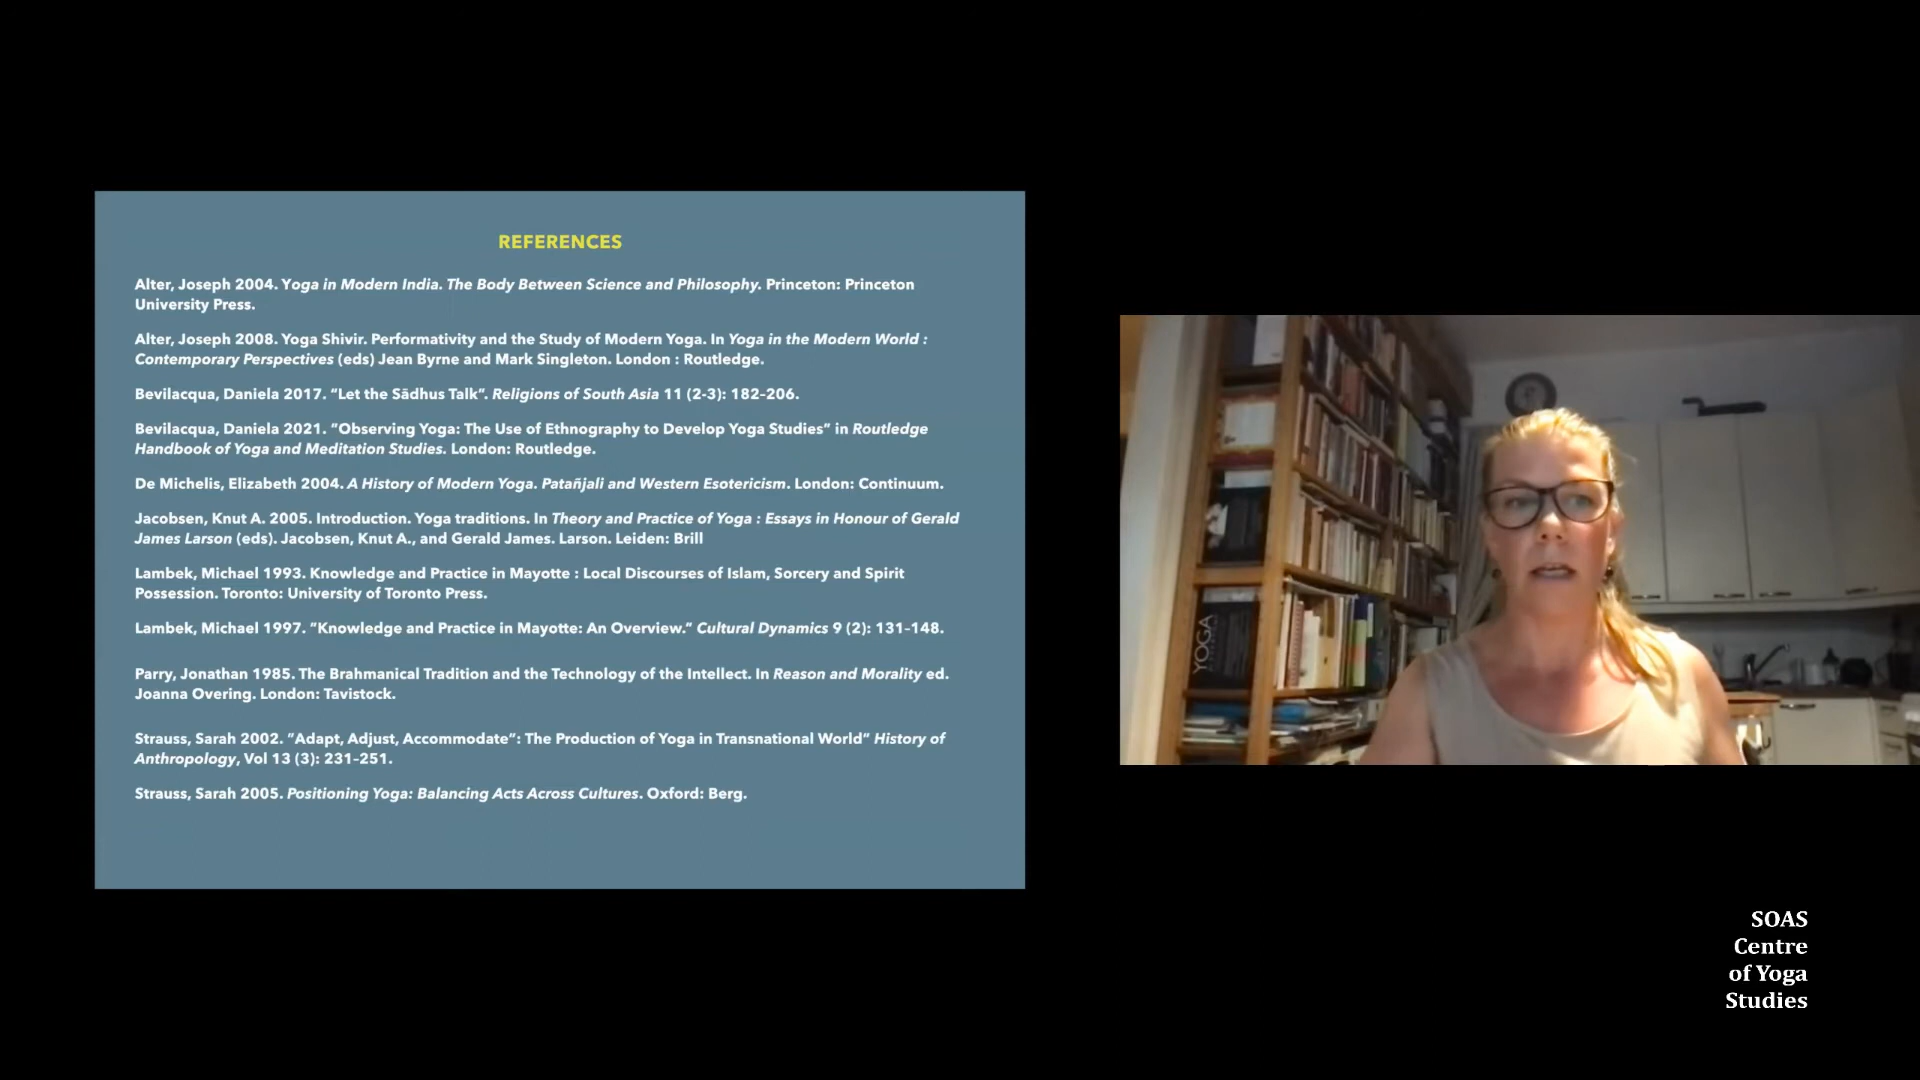 REFERENCES
Alter, Joseph 2004. Yoga in Modern India. The Body Between Science and Philosophy. Princeton: Princeton
University Press.
Alter, Joseph 2008. Yoga Shivir. Performativity and the Study of Modern Yoga. In Yoga in the Modern World :
Contemporary Perspectives (eds) Jean Byrne and Mark Singleton. London : Routledge.
Bevilacqua, Daniela 2017. “Let the Sādhus Talk”. Religions of South Asia 11 (2-3): 182–206.
Bevilacqua, Daniela 2021. ”Observing Yoga: The Use of Ethnography to Develop Yoga Studies” in Routledge
Handbook of Yoga and Meditation Studies. London: Routledge.
De Michelis, Elizabeth 2004. A History of Modern Yoga. Patañjali and Western Esotericism. London: Continuum.
Jacobsen, Knut A. 2005. Introduction. Yoga traditions. In Theory and Practice of Yoga : Essays in Honour of Gerald
James Larson (eds). Jacobsen, Knut A., and Gerald James. Larson. Leiden: Brill
Lambek, Michael 1993. Knowledge and Practice in Mayotte : Local Discourses of Islam, Sorcery and Spirit
Possession. Toronto: University of Toronto Press.
Lambek, Michael 1997. ”Knowledge and Practice in Mayotte: An Overview.” Cultural Dynamics 9 (2): 131–148.
Parry, Jonathan 1985. The Brahmanical Tradition and the Technology of the Intellect. In Reason and Morality ed.
Joanna Overing. London: Tavistock.
Strauss, Sarah 2002. ”Adapt, Adjust, Accommodate”: The Production of Yoga in Transnational World” History of
Anthropology, Vol 13 (3): 231–251.
Strauss, Sarah 2005. Positioning Yoga: Balancing Acts Across Cultures. Oxford: Berg.
YOGA
SOAS
Centre
of Yoga
Studies